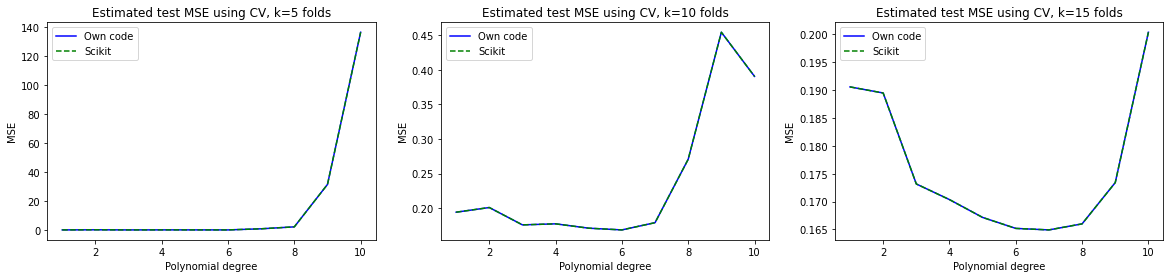 Estimated test MSE using CV, k=5 folds
Own code
Scikit
MSE
140
120
100
80
60
40
20
0
2
4
6
8
10
Polynomial degree
Estimated test MSE using CV, k=10 folds
Own code
Scikit
MSE
0.45
0.40
0.35
0.30
0.25
0.20
2
4
6
8
10
Polynomial degree
Estimated test MSE using CV, k=15 folds
Own code
Scikit
MSE
0.200
0.195
0.190
0.185
0.180
0.175
0.170
0.165
2
4
6
8
10
Polynomial degree